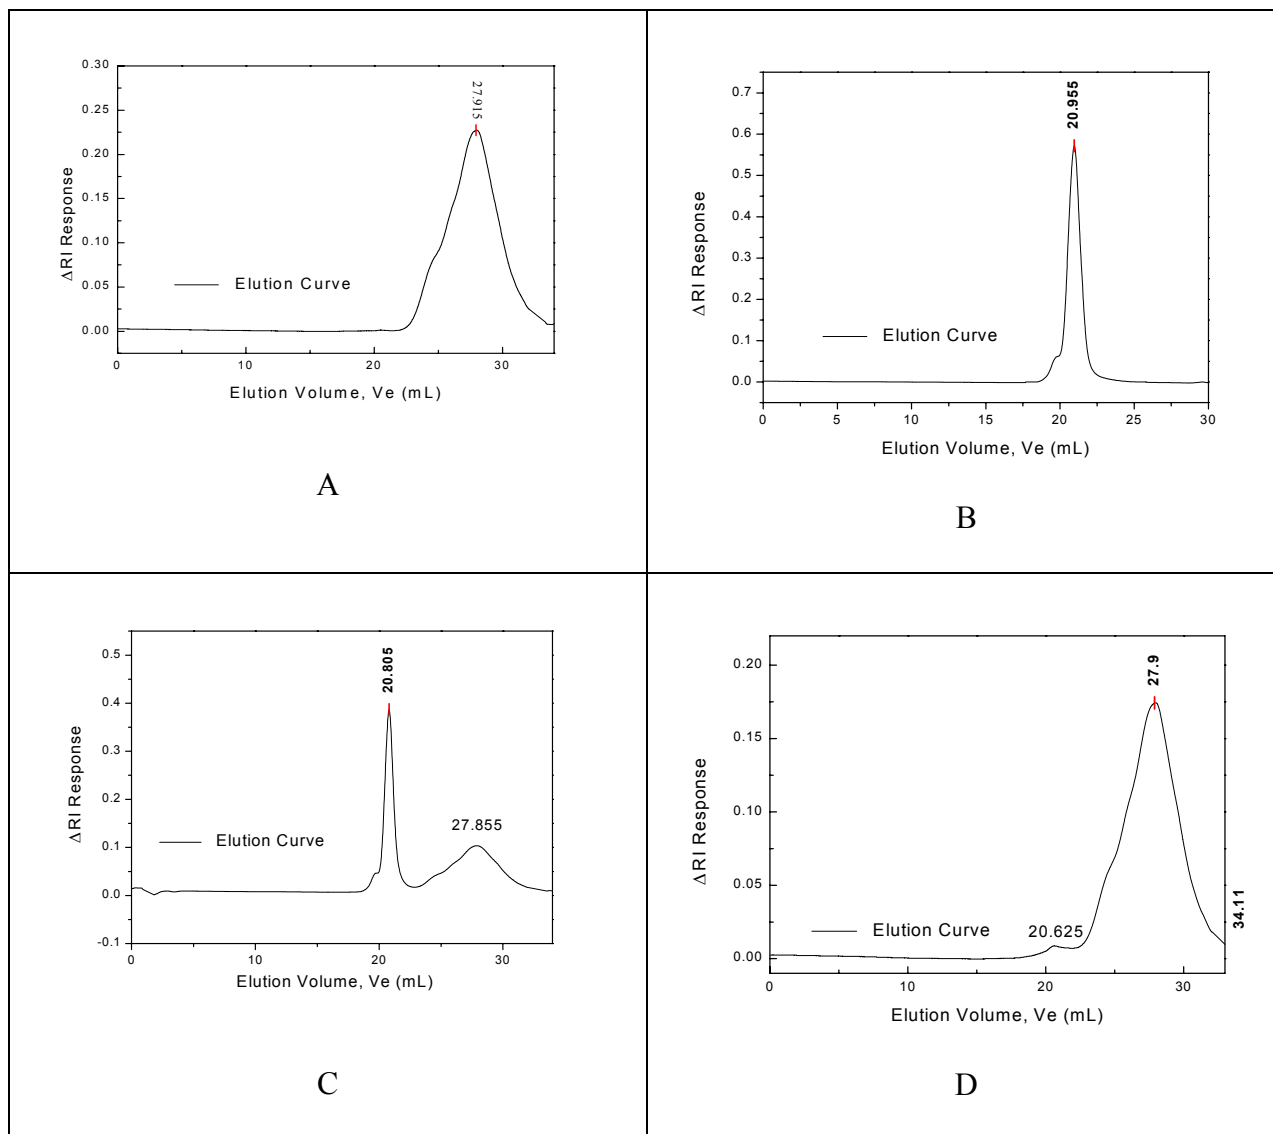 27.915
0.30
0.25
0.20
0.15
0.10
0.05
0.00
ΔRI Response
Elution Curve
0 10 20 30
Elution Volume, Ve (mL)
A
20.955
0.7
0.6
0.5
0.4
0.3
0.2
0.1
0.0
ΔRI Response
Elution Curve
0 5 10 15 20 25 30
Elution Volume, Ve (mL)
B
20.805
0.5
0.4
0.3
0.2
0.1
0.0
-0.1
ΔRI Response
27.855
Elution Curve
0 10 20 30
Elution Volume, Ve (mL)
C
27.9
0.20
0.15
0.10
0.05
0.00
ΔRI Response
20.625
34.11
Elution Curve
0 10 20 30
Elution Volume, Ve (mL)
D